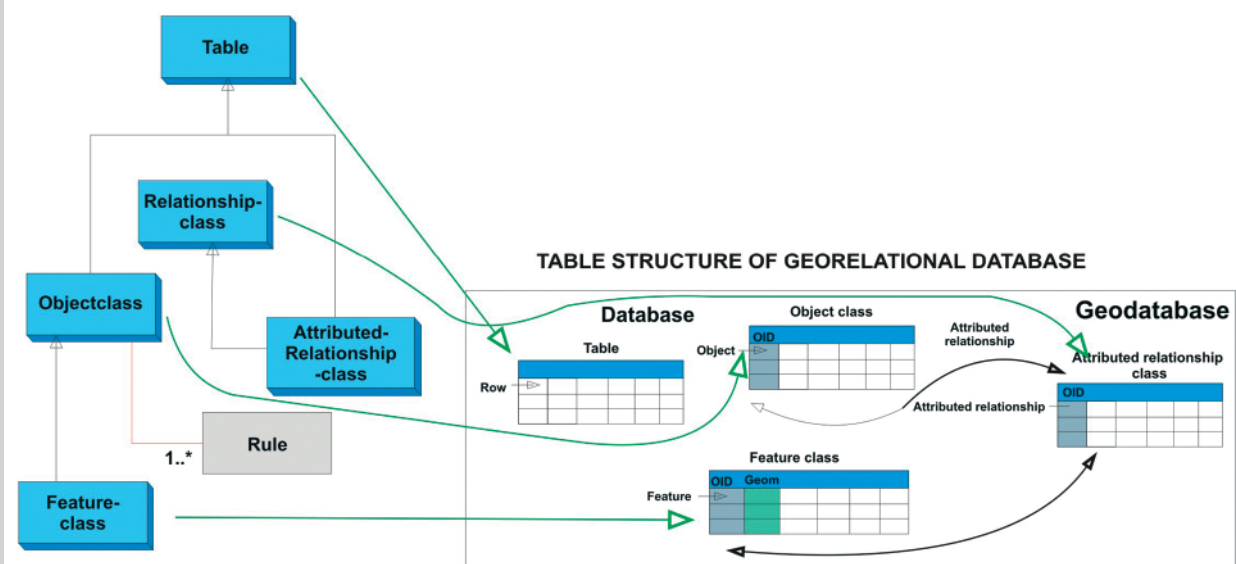 Table
Relationship-
class
Objectclass
Attributed-
Relationship
-class
Rule
1..*
Feature-
class
TABLE STRUCTURE OF GEORELATIONAL DATABASE
Database
Geodatabase
Table
Row
Object class
OID
Object
Attributed
relationship
Attributed relationship
class
OID
Attributed relationship
Feature class
OID Geom
Feature